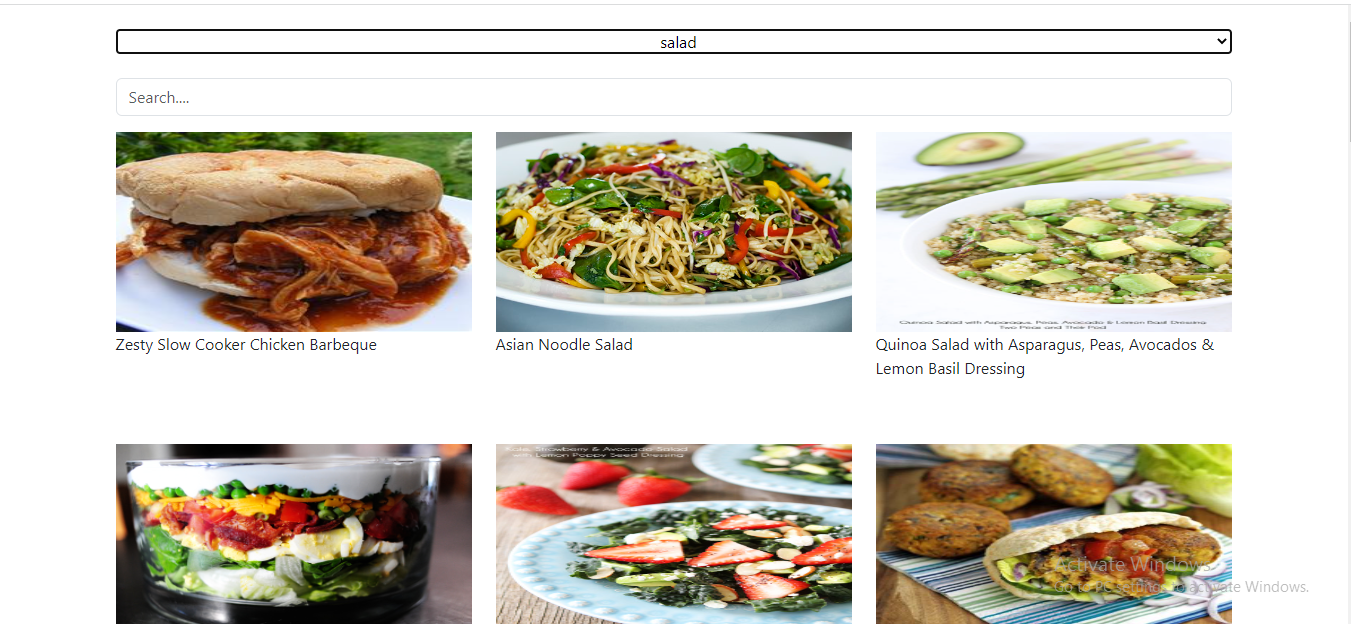 salad
Search....
Quinoa Salad with Asparagus, Peas, Avocado & Lemon Basil Dressing
Two Peas and Their Pod
Zesty Slow Cooker Chicken Barbeque
Asian Noodle Salad
Quinoa Salad with Asparagus, Peas, Avocados &
Lemon Basil Dressing
Kale, Strawberry & Avocado Salad
with Lemon Poppy Seed Dressing
Activate Windows
Go to PC settings to activate Windows.